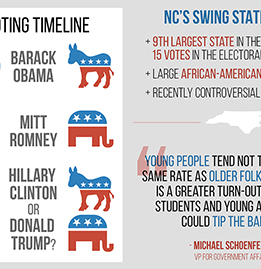 OTING TIMELINE
BARACK
OBAMA
MITT
ROMNEY
HILLARY
CLINTON
OR
DONALD
TRUMP?
NC'S SWING STAT
+ 9TH LARGEST STATE IN THE
15 VOTES IN THE ELECTORA
+ LARGE AFRICAN-AMERICAN
+ RECENTLY CONTROVERSIAL
YOUNG PEOPLE TEND NOT T
SAME RATE AS OLDER FOLK
IS A GREATER TURN-OUT
STUDENTS AND YOUNG A
COULD TIP THE BA
- MICHAEL SCHOENFE
VP FOR GOVERNMENT AFFA